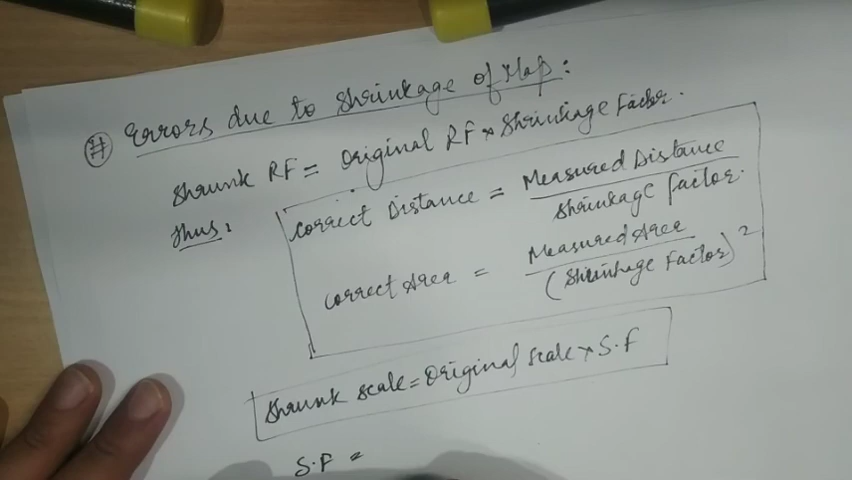 # Errors due to Shrinkage of Map:
Shrunk RF = Original RF × Shrinkage Factor.
Thus: Correct Distance = Measured Distance / Shrinkage factor.
Correct Area = Measured Area / (Shrinkage Factor)²
Shrunk scale = Original scale × S.F
S.F =